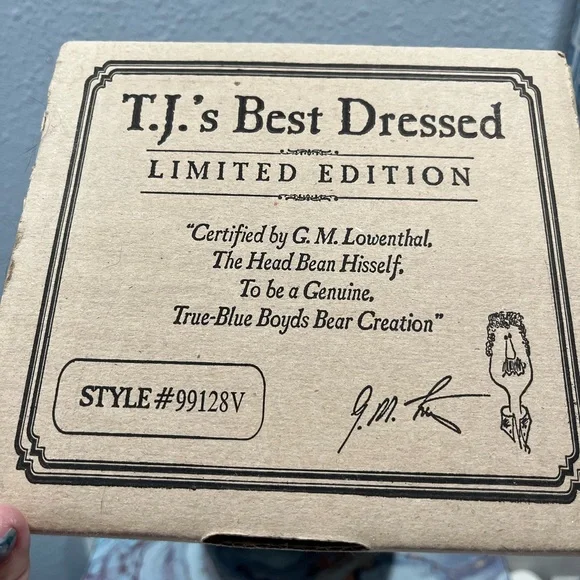 T.J.'s Best Dressed
LIMITED EDITION
"Certified by G. M. Lowenthal,
The Head Bean Hisself,
To be a Genuine,
True-Blue Boyds Bear Creation"
STYLE #99128V
G.M.